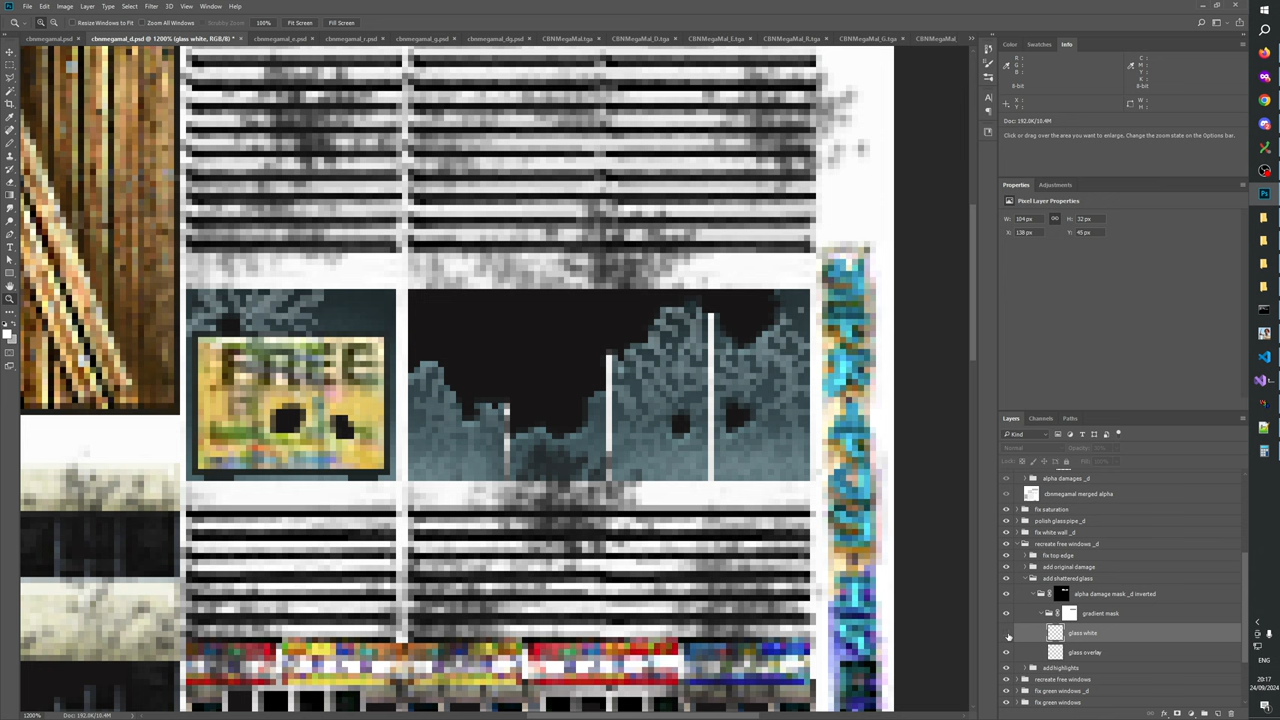 File Edit Image Layer Type Select Filter 3D View Window Help
Resize Windows to Fit Zoom All Windows Scrubby Zoom 100% Fit Screen Fill Screen
cbnmegamal.psd × cbnmegamal_d.psd @ 1200% (glass white, RGB/8) * × cbnmegamal_e.psd × cbnmegamal_r.psd × cbnmegamal_g.psd × cbnmegamal_dg.psd × CBNMegaMal.tga × CBNMegaMal_D.tga × CBNMegaMal_E.tga × CBNMegaMal_R.tga × CBNMegaMal_G.tga × CBNMegaMal_
Color Swatches Info
R: C:
G: M:
B: Y:
K:
8-bit 8-bit
X: W:
Y: H:
Doc: 192.0K/10.4M
Click or drag over the area you want to enlarge. Change the zoom state on the Options bar.
Properties Adjustments
Pixel Layer Properties
W: 104 px H: 32 px
X: 138 px Y: 45 px
Layers Channels Paths
Kind
Normal
Lock: Fill:
alpha damages _d
cbnmegamal merged alpha
fix saturation
polish glass pipe _d
fix white wall _d
recreate free windows _d
fix top edge
add original damage
add shattered glass
alpha damage mask _d inverted
gradient mask
glass white
glass overlay
add highlights
recreate free windows
fix green windows _d
fix green windows
1200% Doc: 192.0K/10.4M
ENG
20:17
24/09/2024